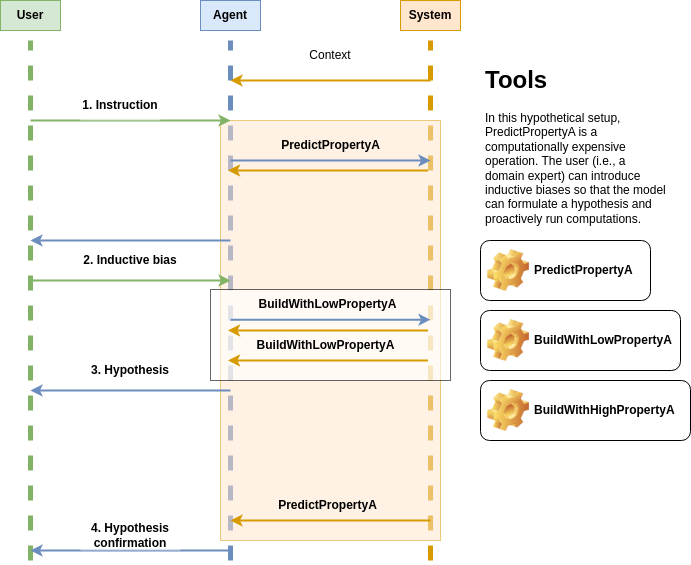 User
Agent
System
Context
1. Instruction
PredictPropertyA
2. Inductive bias
BuildWithLowPropertyA
BuildWithLowPropertyA
3. Hypothesis
PredictPropertyA
4. Hypothesis
confirmation
Tools
In this hypothetical setup,
PredictPropertyA is a
computationally expensive
operation. The user (i.e., a
domain expert) can introduce
inductive biases so that the model
can formulate a hypothesis and
proactively run computations.
PredictPropertyA
BuildWithLowPropertyA
BuildWithHighPropertyA